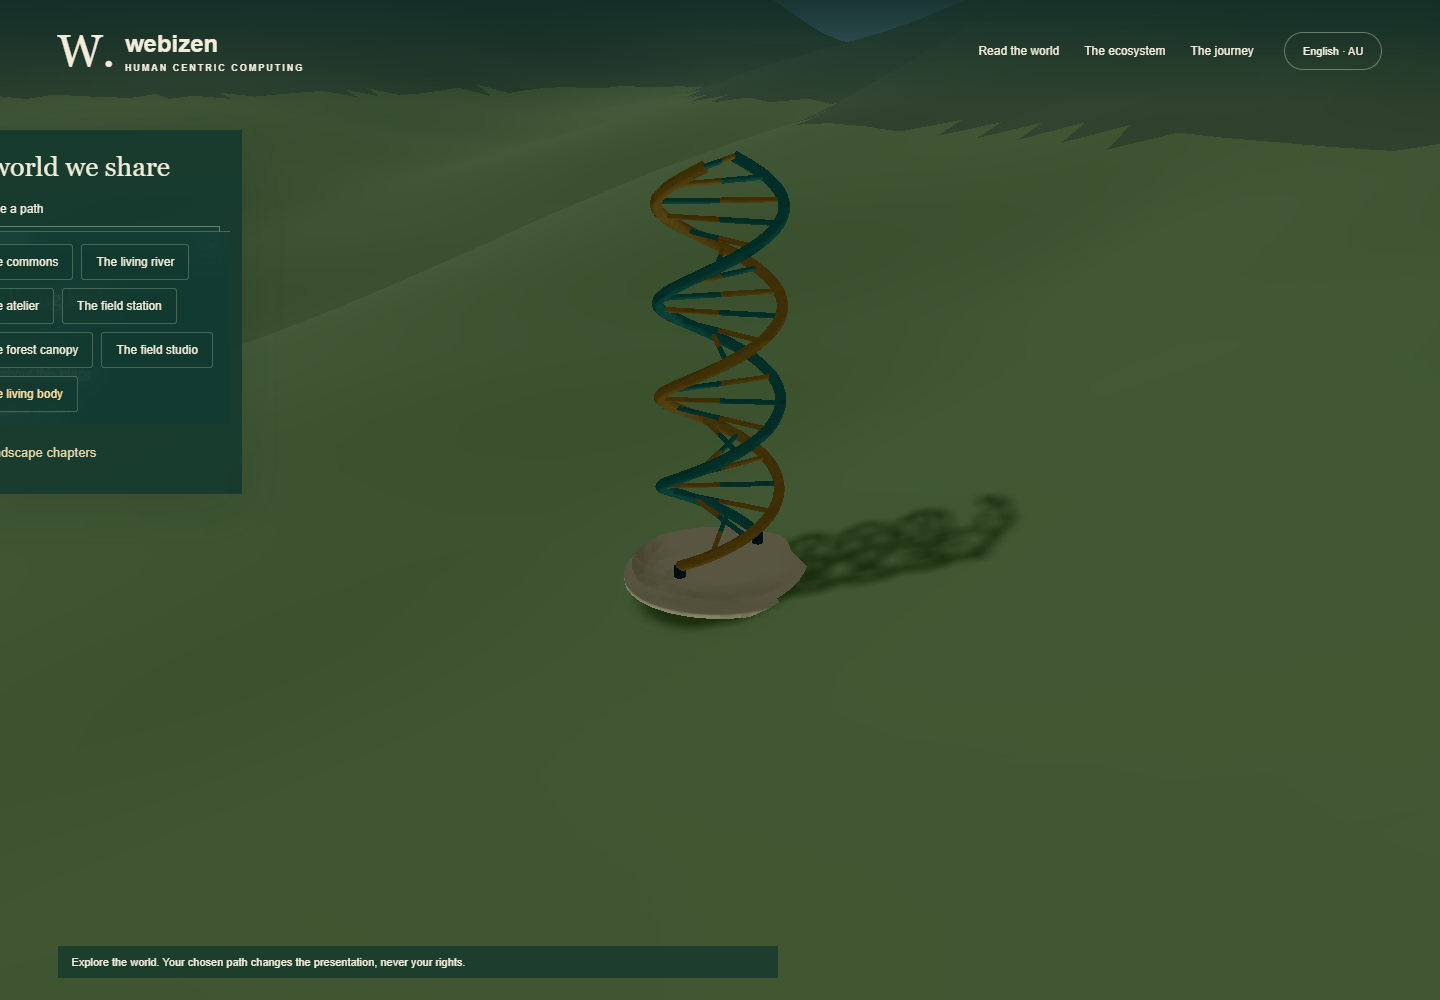 W. webizen
HUMAN CENTRIC COMPUTING
Read the world
The ecosystem
The journey
English · AU
world we share
e a path
e commons
The living river
e atelier
The field station
e forest canopy
The field studio
e living body
dscape chapters
Explore the world. Your chosen path changes the presentation, never your rights.